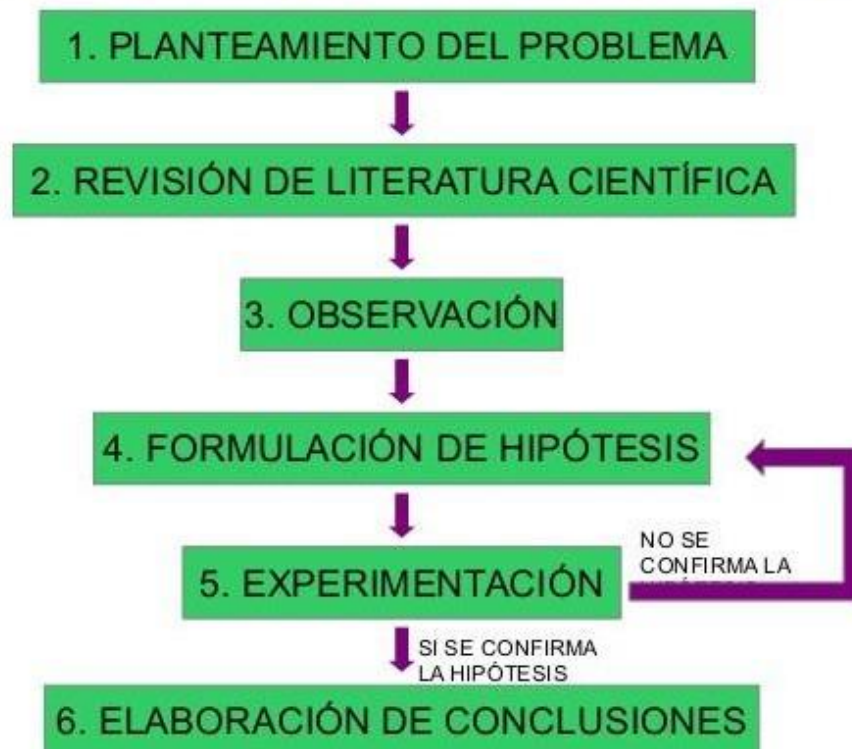 1. PLANTEAMIENTO DEL PROBLEMA
2. REVISIÓN DE LITERATURA CIENTÍFICA
3. OBSERVACIÓN
4. FORMULACIÓN DE HIPÓTESIS
5. EXPERIMENTACIÓN
NO SE
CONFIRMA LA
SI SE CONFIRMA
LA HIPÓTESIS
6. ELABORACIÓN DE CONCLUSIONES